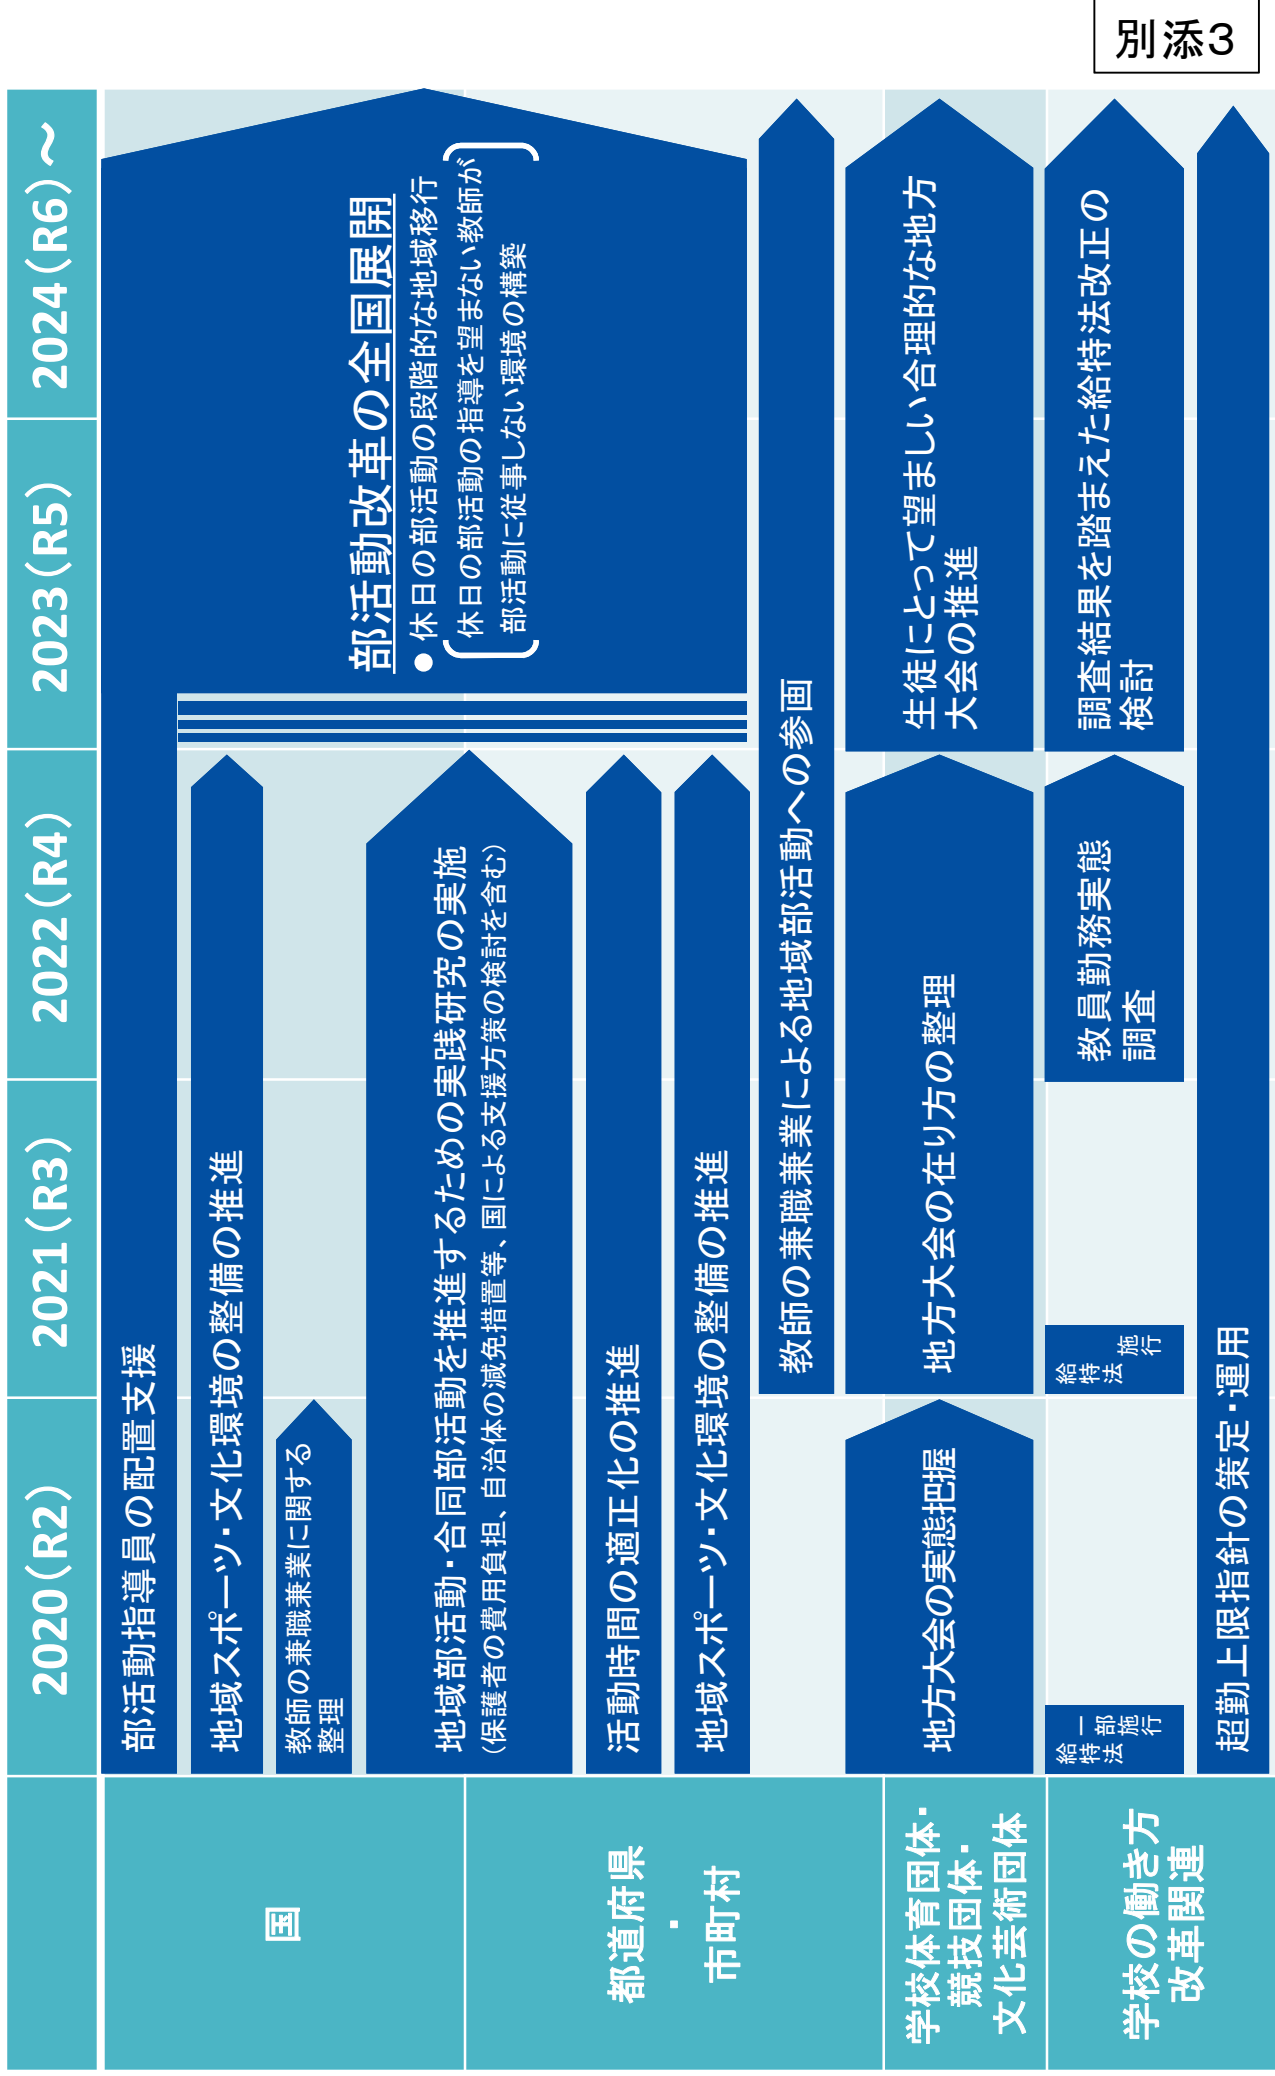 別添３
2020（R2）
2021（R3）
2022（R4）
2023（R5）
2024（R6）～
国
部活動指導員の配置支援
地域スポーツ・文化環境の整備の推進
教師の兼職兼業に関する
整理
地域部活動・合同部活動を推進するための実践研究の実施
（保護者の費用負担、自治体の減免措置等、国による支援方策の検討を含む）
部活動改革の全国展開
● 休日の部活動の段階的な地域移行
休日の部活動の指導を望まない教師が
部活動に従事しない環境の構築
都道府県
・
市町村
活動時間の適正化の推進
地域スポーツ・文化環境の整備の推進
教師の兼職兼業による地域部活動への参画
学校体育団体・
競技団体・
文化芸術団体
地方大会の実態把握
地方大会の在り方の整理
生徒にとって望ましい合理的な地方
大会の推進
学校の働き方
改革関連
給特法
一部施行
給特法
施行
教員勤務実態
調査
調査結果を踏まえた給特法改正の
検討
超勤上限指針の策定・運用